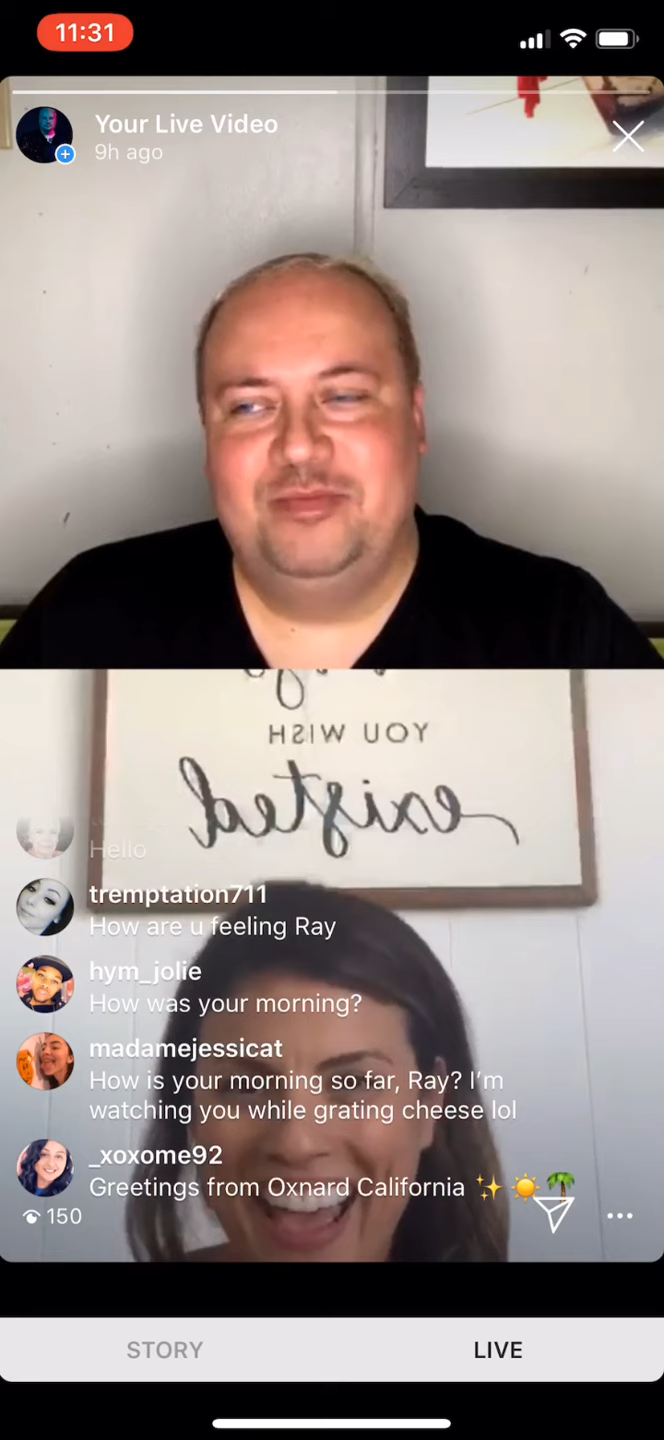 11:31
Your Live Video
9h ago
YOU WISH
existed
Hello
tremptation711
How are u feeling Ray
hym_jolie
How was your morning?
madamejessicat
How is your morning so far, Ray? I'm
watching you while grating cheese lol
_xoxome92
Greetings from Oxnard California ✨☀️🌴
150
STORY
LIVE